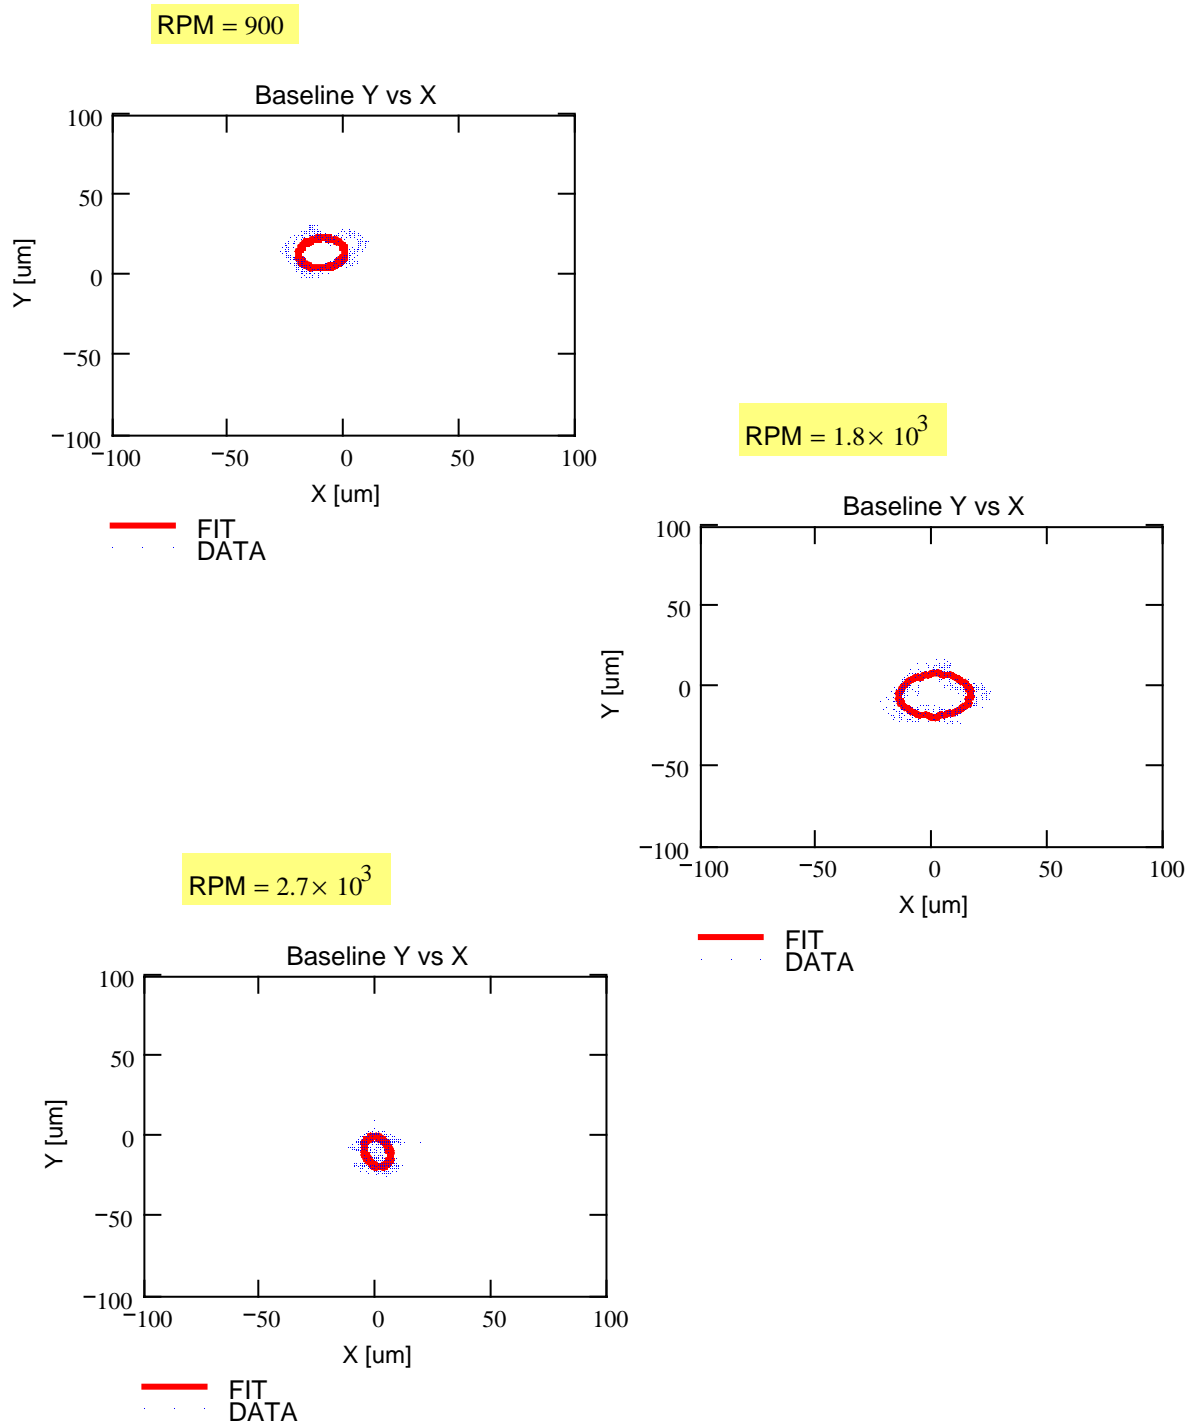 RPM = 900
Baseline Y vs X
100
50
0
−50
−100
Y [um]
−100 −50 0 50 100
X [um]
FIT
DATA
RPM = 1.8× 10³
Baseline Y vs X
100
50
0
−50
−100
Y [um]
−100 −50 0 50 100
X [um]
FIT
DATA
RPM = 2.7× 10³
Baseline Y vs X
100
50
0
−50
−100
Y [um]
−100 −50 0 50 100
X [um]
FIT
DATA